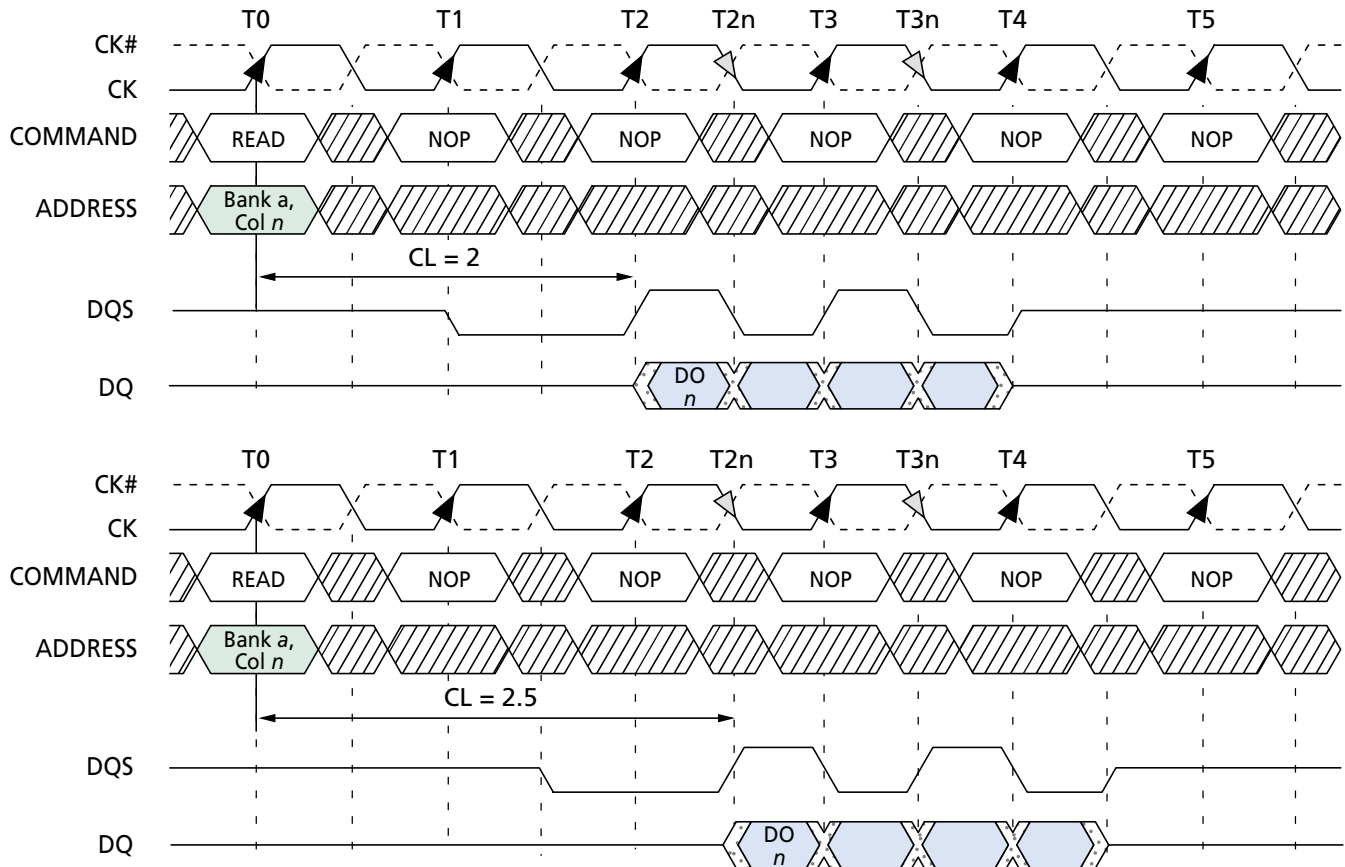 T0 T1 T2 T2n T3 T3n T4 T5
CK#
CK
COMMAND READ NOP NOP NOP NOP NOP
ADDRESS Bank a,
Col n
CL = 2
DQS
DQ DO
n
T0 T1 T2 T2n T3 T3n T4 T5
CK#
CK
COMMAND READ NOP NOP NOP NOP NOP
ADDRESS Bank a,
Col n
CL = 2.5
DQS
DQ DO
n